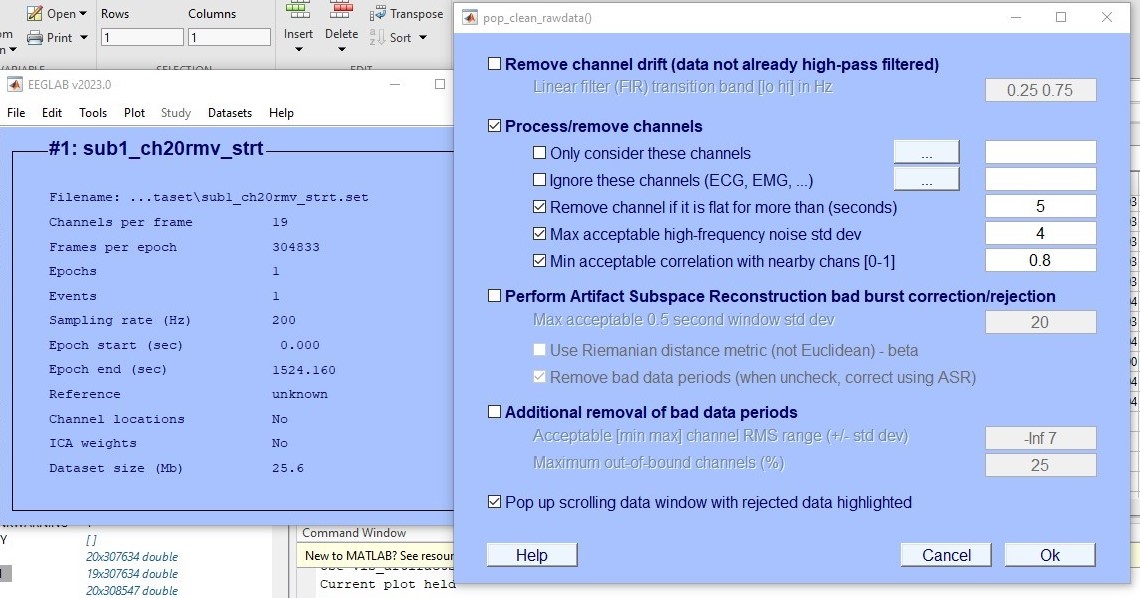 Open
Rows
Columns
Print
1
1
Insert
Delete
Transpose
Sort
SELECTION
EDIT
EEGLAB v2023.0
File Edit Tools Plot Study Datasets Help
#1: sub1_ch20rmv_strt
Filename: ...taset\sub1_ch20rmv_strt.set
Channels per frame 19
Frames per epoch 304833
Epochs 1
Events 1
Sampling rate (Hz) 200
Epoch start (sec) 0.000
Epoch end (sec) 1524.160
Reference unknown
Channel locations No
ICA weights No
Dataset size (Mb) 25.6
[ ]
20x307634 double
19x307634 double
20x308547 double
Command Window
New to MATLAB? See resour
Current plot held
pop_clean_rawdata()
Remove channel drift (data not already high-pass filtered)
Linear filter (FIR) transition band [lo hi] in Hz 0.25 0.75
Process/remove channels
Only consider these channels ...
Ignore these channels (ECG, EMG, ...) ...
Remove channel if it is flat for more than (seconds) 5
Max acceptable high-frequency noise std dev 4
Min acceptable correlation with nearby chans [0-1] 0.8
Perform Artifact Subspace Reconstruction bad burst correction/rejection
Max acceptable 0.5 second window std dev 20
Use Riemanian distance metric (not Euclidean) - beta
Remove bad data periods (when uncheck, correct using ASR)
Additional removal of bad data periods
Acceptable [min max] channel RMS range (+/- std dev) -Inf 7
Maximum out-of-bound channels (%) 25
Pop up scrolling data window with rejected data highlighted
Help Cancel Ok